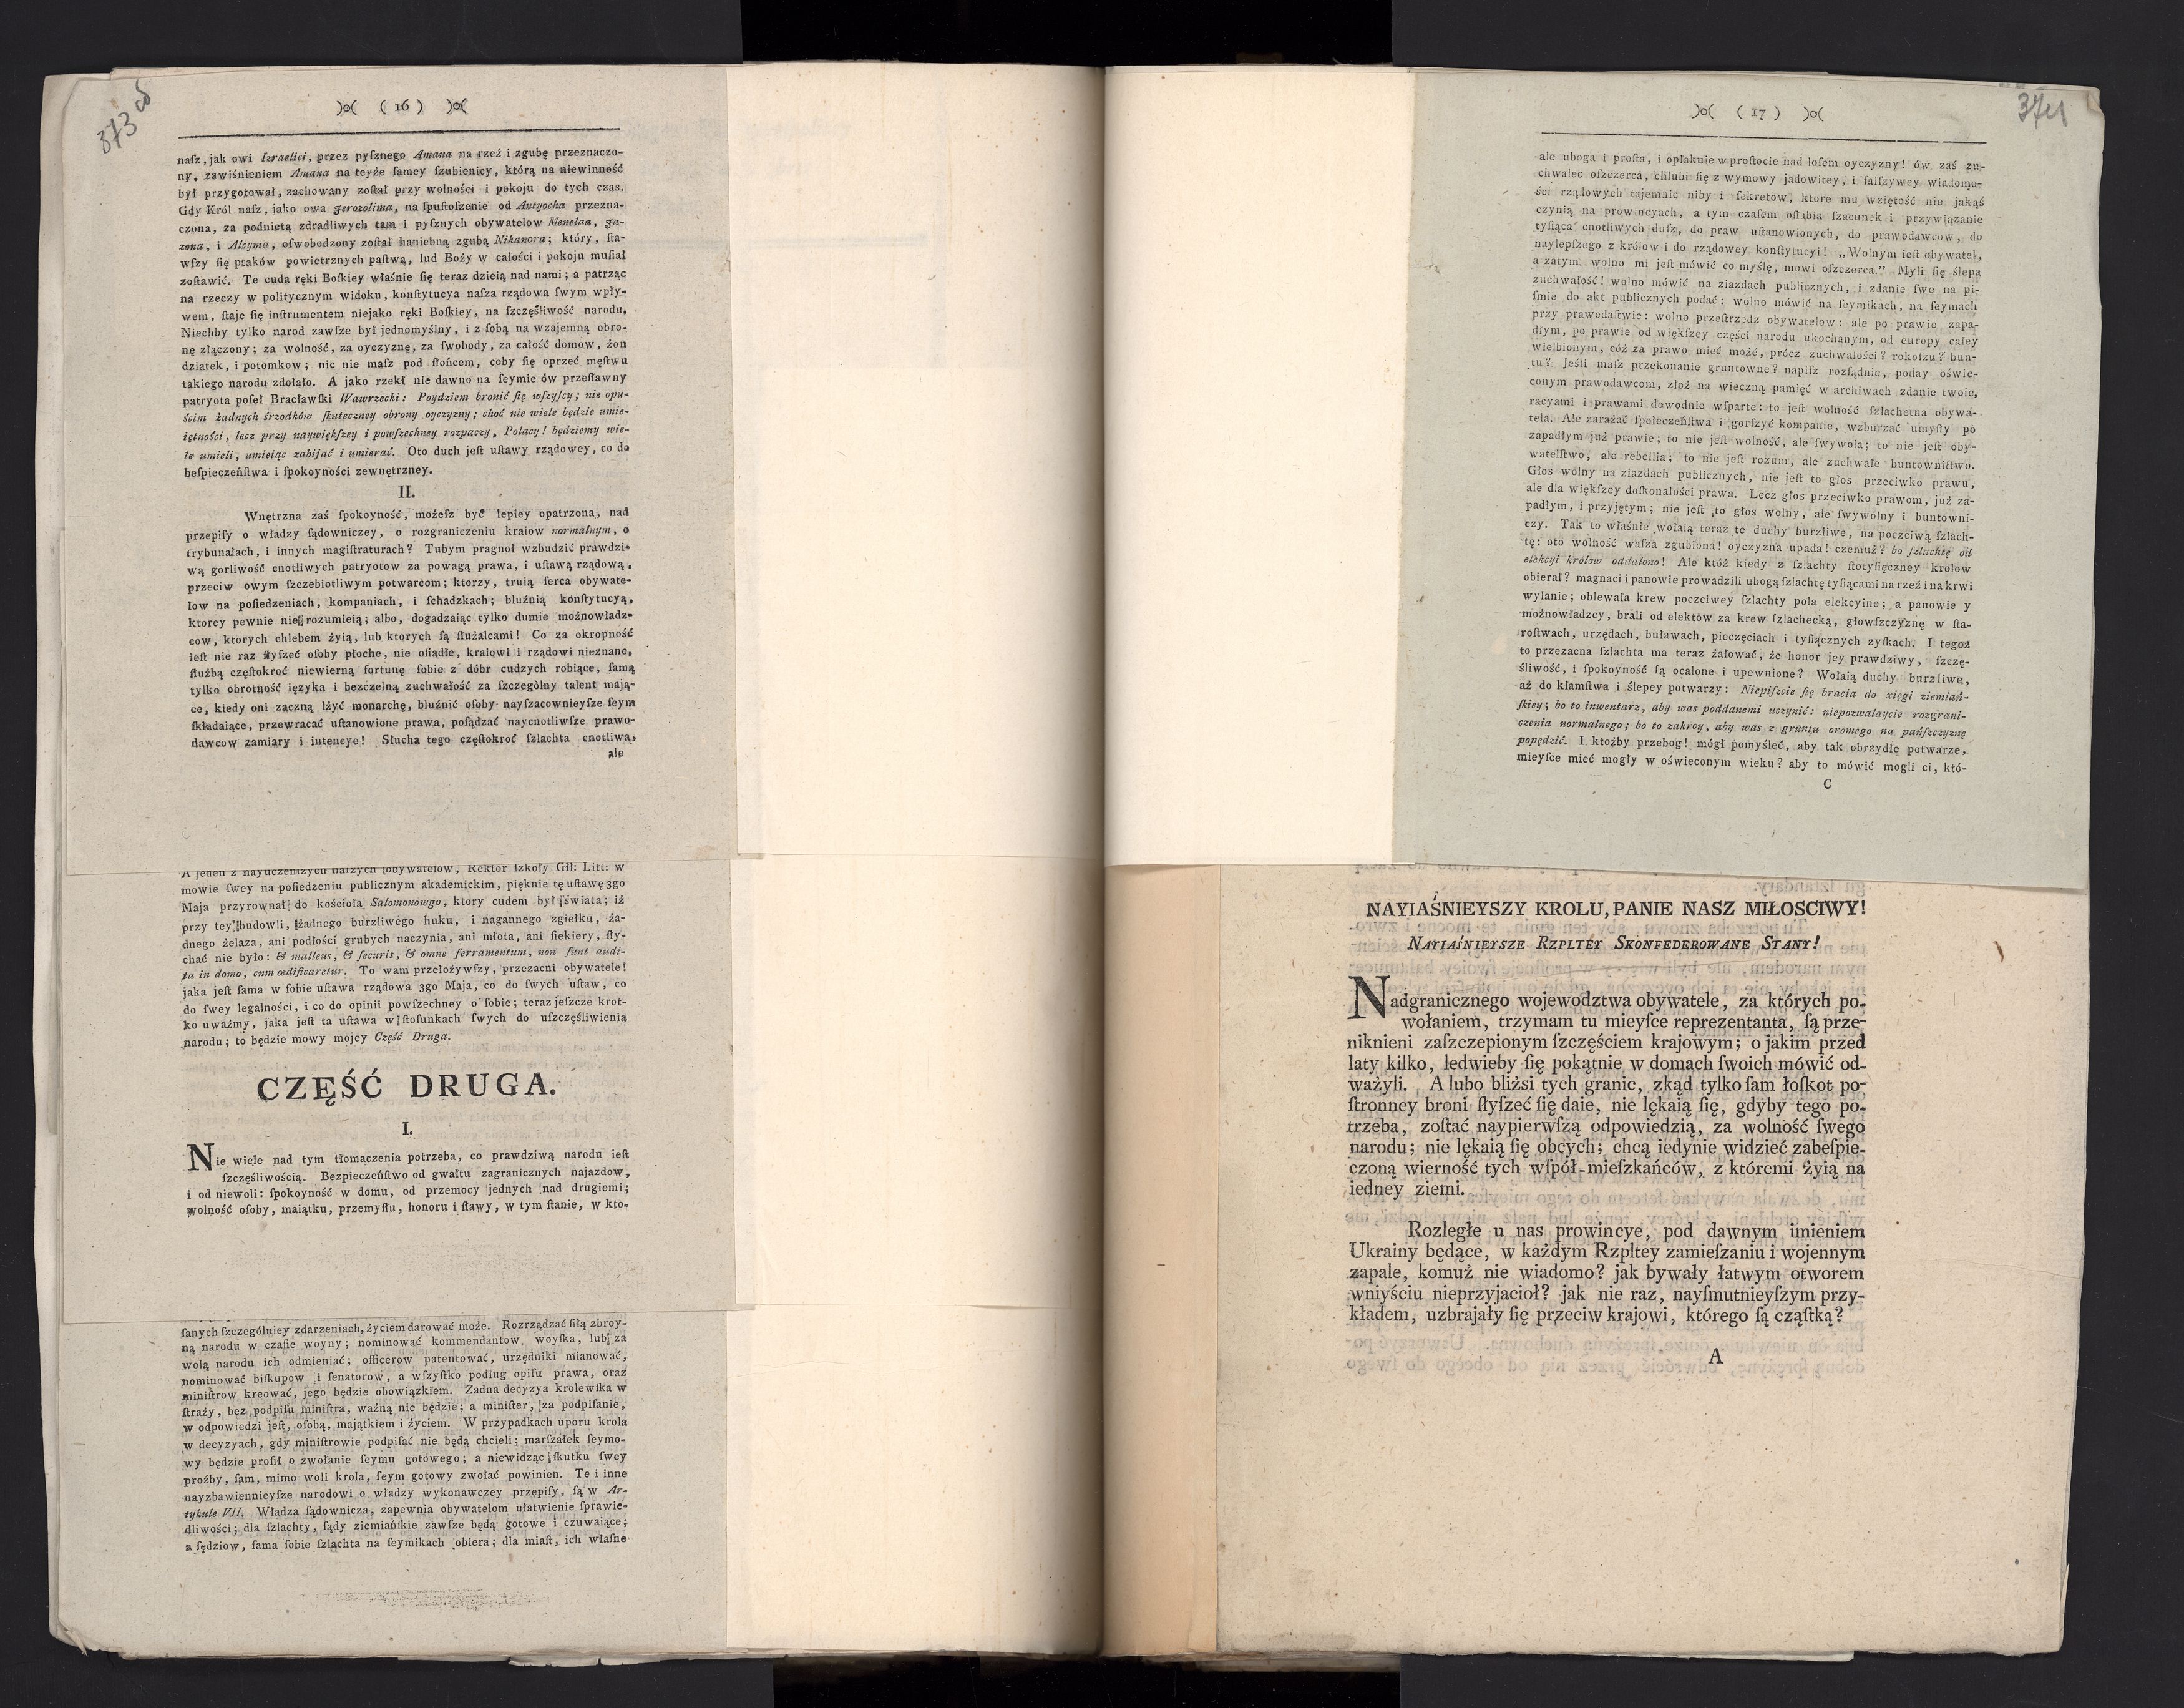 373 cd
)o( ( 16 ) )o(
naſz, jak owi Izraelici, przez pyſznego Amana na rzeź i zgubę przeznaczo-
ny, zawiśnieniem Amana na teyże ſamey ſzubienicy, którą na niewinność
był przygotował, zachowany zoſtał przy wolności i pokoju do tych czas.
Gdy Król naſz, jako owa Jerozolima, na ſpuſtoſzenie od Antyocha przezna-
czona, za podnietą zdradliwych tam i pyſznych obywatelow Menelaa, Ja-
zona, i Alcyma, oſwobodzony zoſtał haniebną zgubą Nikanora; który, ſta-
wſzy ſię ptaków powietrznych paſtwą, lud Boży w całości i pokoju muſiał
zoſtawić. Te cuda ręki Boſkiey właśnie ſię teraz dzieią nad nami; a patrząc
na rzeczy w politycznym widoku, konſtytucya naſza rządowa ſwym wpły-
wem, ſtaje ſię inſtrumentem niejako ręki Boſkiey, na ſzczęśliwość narodu,
Niechby tylko narod zawſze był jednomyślny, i z ſobą na wzajemną obro-
nę złączony; za wolność, za oyczyznę, za ſwobody, za całość domow, żon
dziatek, i potomkow; nic nie maſz pod ſłońcem, coby ſię oprzeć męſtwu
takiego narodu zdołało. A jako rzekł nie dawno na ſeymie ów przeſławny
patryota poſeł Bracławſki Wawrzecki: Poydziem bronić ſię wſzyſcy; nie opu-
ścim żadnych śrzodków ſkuteczney obrony oyczyzny; choć nie wiele będzie umie-
iętności, lecz przy naywiękſzey i powſzechney rozpaczy, Polacy! będziemy wie-
le umieli, umieiąc zabijać i umierać. Oto duch jeſt uſtawy rządowey, co do
beſpieczeńſtwa i ſpokoyności zewnętrzney.
II.
Wnętrzna zaś ſpokoyność, możeſz być lepiey opatrzona, nad
przepiſy o władzy ſądowniczey, o rozgraniczeniu kraiow normalnym, o
trybunałach, i innych magiſtraturach? Tubym pragnoł wzbudzić prawdzi-
wą gorliwość cnotliwych patryotow za powagą prawa, i uſtawą rządową,
przeciw owym ſzczebiotliwym potwarcom; ktorzy, truią ſerca obywate-
low na poſiedzeniach, kompaniach, i ſchadzkach; bluźnią konſtytucyą,
ktorey pewnie nie rozumieią; albo, dogadzaiąc tylko dumie możnowładz-
cow, ktorych chlebem żyią, lub ktorych ſą ſłużalcami! Co za okropność
ieſt nie raz ſłyſzeć oſoby płoche, nie oſiadłe, kraiowi i rządowi nieznane,
ſłużbą częſtokroć niewierną fortunę ſobie z dóbr cudzych robiące, ſamą
tylko obrotność ięzyka i bezczelną zuchwałość za ſzczególny talent mają-
ce, kiedy oni zaczną lżyć monarchę, bluźnić oſoby nayſzacownieyſze ſeym
ſkładaiące, przewracać uſtanowione prawa, poſądzać naycnotliwſze prawo-
dawcow zamiary i intencye! Słucha tego częſtokroć ſzlachta cnotliwa,
ale
A jeden z nayuczeńſzych naſzych obywatelow, Rektor ſzkoły Głł: Litt: w
mowie ſwey na poſiedzeniu publicznym akademickim, pięknie tę uſtawę 3go
Maja przyrownał do kościoła Salomonowgo, ktory cudem był świata; iż
przy tey budowli, żadnego burzliwego huku, i nagannego zgiełku, ża-
dnego żelaza, ani podłości grubych naczynia, ani młota, ani ſiekiery, ſły-
chać nie było: & malleus, & ſecuris, & omne ferramentum, non ſunt audi-
ta in domo, cnm œdificaretur. To wam przełożywſzy, przezacni obywatele!
jaka jeſt ſama w ſobie uſtawa rządowa 3go Maja, co do ſwych uſtaw, co
do ſwey legalności, i co do opinii powſzechney o ſobie; teraz jeſzcze krot-
ko uważmy, jaka jeſt ta uſtawa w ſtoſunkach ſwych do uſzczęśliwienia
narodu; to będzie mowy mojey Część Druga.
CZĘŚĆ DRUGA.
I.
Nie wiele nad tym tłomaczenia potrzeba, co prawdziwą narodu ieſt
ſzczęśliwością. Bezpieczeńſtwo od gwałtu zagranicznych najazdow,
i od niewoli: ſpokoyność w domu, od przemocy jednych nad drugiemi;
wolność oſoby, maiątku, przemyſłu, honoru i ſławy, w tym ſtanie, w kto-
ſanych ſzczególniey zdarzeniach, życiem darować może. Rozrządzać ſiłą zbroy-
ną narodu w czaſie woyny; nominować kommendantow woyſka, lub za
wolą narodu ich odmieniać; officerow patentować, urzędniki mianować,
nominować biſkupow i ſenatorow, a wſzyſtko podług opiſu prawa, oraz
miniſtrow kreować, jego będzie obowiązkiem. Zadna decyzya krolewſka w
ſtraży, bez podpiſu miniſtra, ważną nie będzie; a miniſter, za podpiſanie,
w odpowiedzi jeſt, oſobą, majątkiem i życiem. W przypadkach uporu krola
w decyzyach, gdy miniſtrowie podpiſać nie będą chcieli; marſzałek ſeymo-
wy będzie profił o zwołanie ſeymu gotowego; a niewidząc ſkutku ſwey
proźby, ſam, mimo woli krola, ſeym gotowy zwołać powinien. Te i inne
nayzbawiennieyſze narodowi o władzy wykonawczey przepiſy, ſą w Ar-
tykule VII. Władza ſądownicza, zapewnia obywatelom ułatwienie ſprawie-
dliwości; dla ſzlachty, ſądy ziemiańſkie zawſze będą gotowe i czuwaiące;
a ſędziow, ſama ſobie ſzlachta na ſeymikach obiera; dla miaſt, ich właſne
)o( ( 17 ) )o(
ale uboga i proſta, i opłakuie w proſtocie nad loſem oyczyzny! ów zaś zu-
chwalec oſzczerca, chlubi ſię z wymowy jadowitey, i falſzywey wiadomo-
ści rządowych tajemnic niby i ſekretow, ktore mu wziętość nie jakąś
czynią na prowincyach, a tym czaſem oſłabia ſzacunek i przywiązanie
tyſiąca cnotliwych duſz, do praw uſtanowionych, do prawodawcow, do
naylepſzego z królow i do rządowey konſtytucyi! „Wolnym ieſt obywatel,
a zatym wolno mi jeſt mówić co myślę, mowi oſzczerca.” Myli ſię ślepa
zuchwałość! wolno mówić na ziazdach publicznych, i zdanie ſwe na pi-
ſmie do akt publicznych podać: wolno mówić na ſeymikach, na ſeymach
przy prawodaſtwie: wolno przeſtrzedz obywatelow: ale po prawie zapa-
dłym, po prawie od więkſzey części narodu ukochanym, od europy całey
wielbionym, cóż za prawo mieć może, prócz zuchwałości? rokoſzu? bun-
tu? Jeśli maſz przekonanie gruntowne? napiſz rozſądnie, poday oświe-
conym prawodawcom, złoż na wieczną pamięć w archiwach zdanie twoie,
racyami i prawami dowodnie wſparte: to jeſt wolność ſzlachetna obywa-
tela. Ale zarażać ſpołeczeńſtwa i gorſzyć kompanie, wzburzać umyſły po
zapadłym już prawie; to nie jeſt wolność, ale ſwywola; to nie jeſt oby-
watelſtwo, ale rebellia; to nie jeſt rozum, ale zuchwałe buntownictwo.
Głos wolny na ziazdach publicznych, nie jeſt to głos przeciwko prawu,
ale dla więkſzey doſkonałości prawa. Lecz głos przeciwko prawom, już za-
padłym, i przyjętym; nie jeſt to głos wolny, ale ſwywolny i buntowni-
czy. Tak to właśnie wołaią teraz te duchy burzliwe, na poczciwą ſzlach-
tę: oto wolność waſza zgubiona! oyczyzna upada! czemuż? bo ſzlachtę od
elekcyi królow oddalono! Ale któż kiedy z ſzlachty ſtotyſięczney krolow
obierał? magnaci i panowie prowadzili ubogą ſzlachtę tyſiącami na rzeź i na krwi
wylanie; oblewała krew poczciwey ſzlachty pola elekcyine; a panowie y
możnowładzcy, brali od elektów za krew ſzlachecką, głowſzczyznę w ſta-
roſtwach, urzędach, buławach, pieczęciach i tyſiącznych zyſkach. I tegoż
to przezacna ſzlachta ma teraz żałować, że honor jey prawdziwy, ſzczę-
śliwość, i ſpokoyność ſą ocalone i upewnione? Wołaią duchy burzliwe,
aż do kłamſtwa i ślepey potwarzy: Niepiſzcie ſię bracia do xięgi ziemiań-
ſkiey; bo to inwentarz, aby was poddanemi uczynić: niepozwalaycie rozgrani-
czenia normalnego; bo to zakroy, aby was z gruntu oromego na pańſzczyznę
popędzić. I ktożby przebog! mógł pomyśleć, aby tak obrzydłe potwarze,
mieyſce mieć mogły w oświeconym wieku? aby to mówić mogli ci, któ-
C
NAYIAŚNIEYSZY KROLU, PANIE NASZ MIŁOSCIWY!
NAYIAŚNIEYSZE RZPLTEY SKONFEDEROWANE STANY!
Nadgranicznego wojewodztwa obywatele, za których po-
wołaniem, trzymam tu mieyſce reprezentanta, ſą prze-
niknieni zaſzczepionym ſzczęściem krajowym; o jakim przed
laty kilko, ledwieby ſię pokątnie w domach ſwoich mówić od-
ważyli. A lubo bliżsi tych granic, zkąd tylko ſam łoſkot po-
ſtronney broni ſłyſzeć ſię daie, nie lękaią ſię, gdyby tego po-
trzeba, zoſtać naypierwſzą odpowiedzią, za wolność ſwego
narodu; nie lękaią ſię obcych; chcą iedynie widzieć zabeſpie-
czoną wierność tych wſpół-mieſzkańców, z któremi żyią na
iedney ziemi.
Rozległe u nas prowincye, pod dawnym imieniem
Ukrainy będące, w każdym Rzpltey zamieſzaniu i wojennym
zapale, komuż nie wiadomo? jak bywały łatwym otworem
wniyściu nieprzyjacioł? jak nie raz, nayſmutnieyſzym przy-
kładem, uzbrajały ſię przeciw krajowi, którego ſą cząſtką?
A